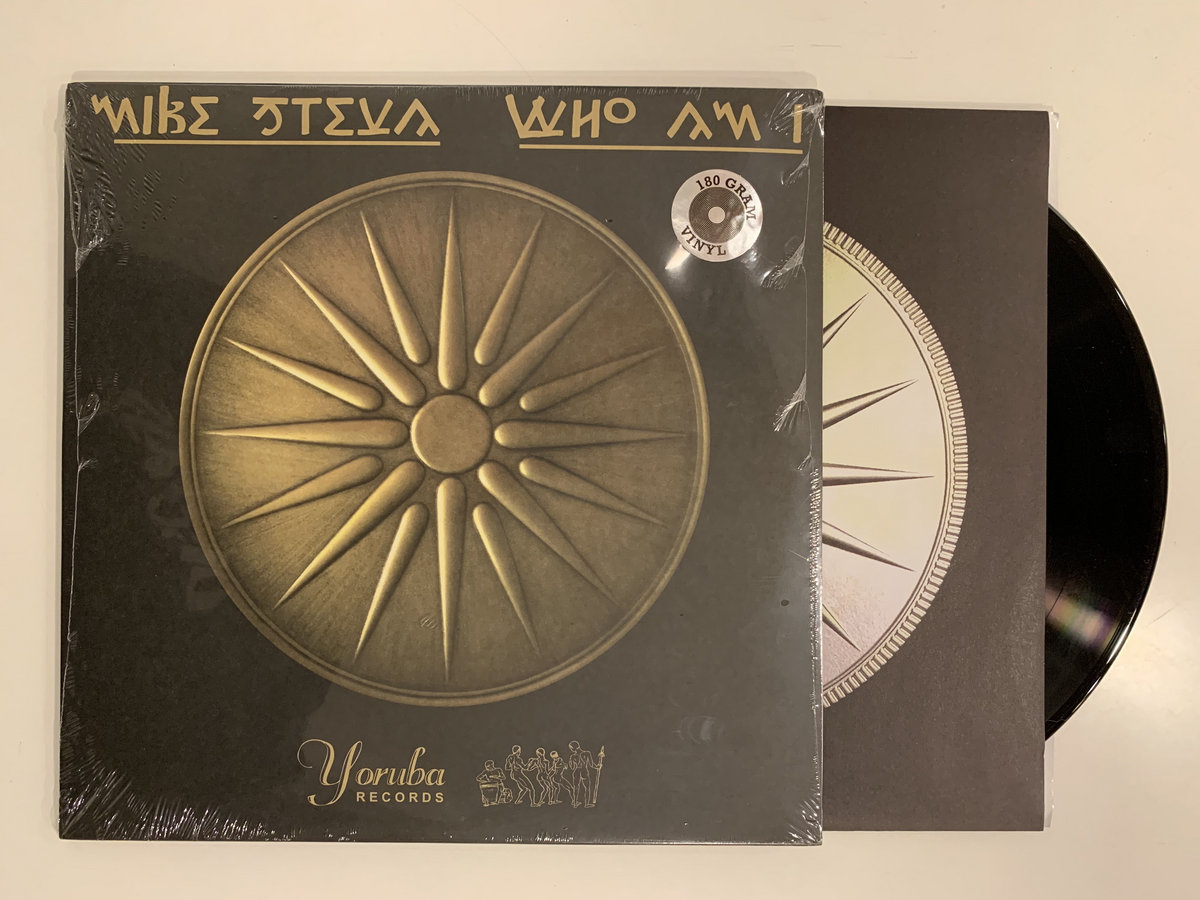 MIKE STEVA WHO AM I
180 GRAM
VINYL
Yoruba
RECORDS